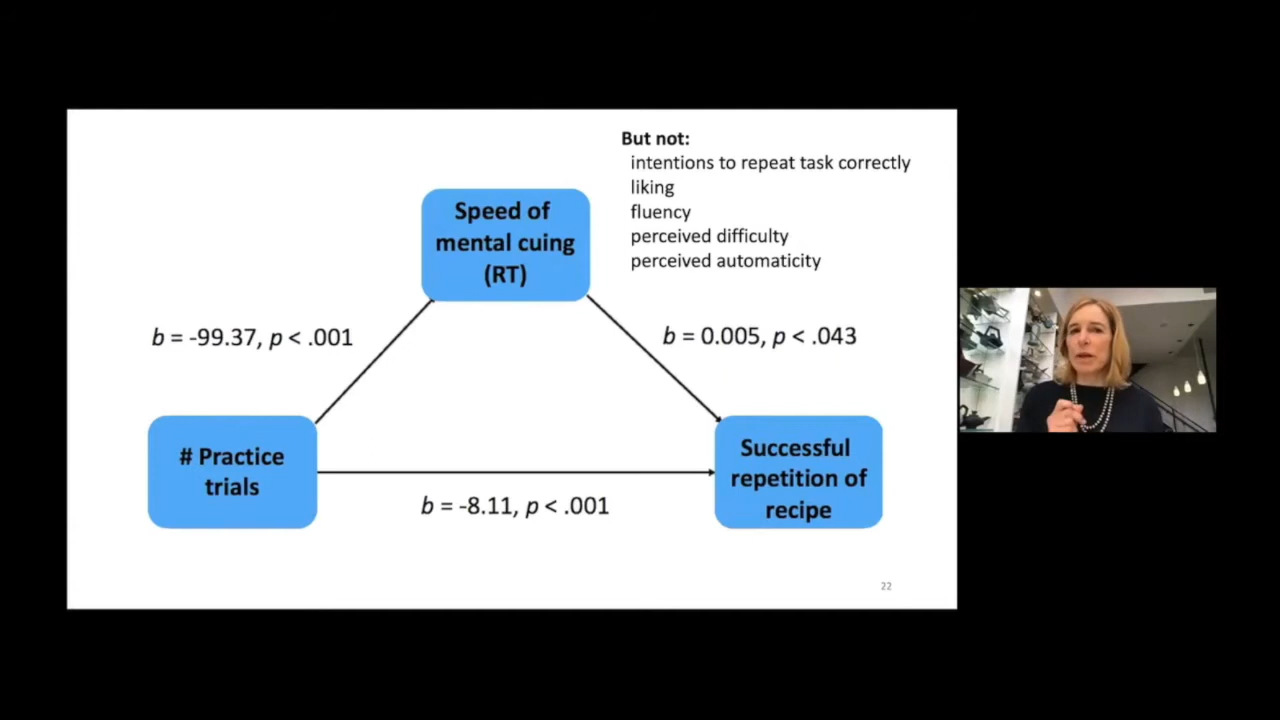 But not:
intentions to repeat task correctly
liking
fluency
perceived difficulty
perceived automaticity
Speed of
mental cuing
(RT)
b = -99.37, p < .001
b = 0.005, p < .043
# Practice
trials
Successful
repetition of
recipe
b = -8.11, p < .001
22